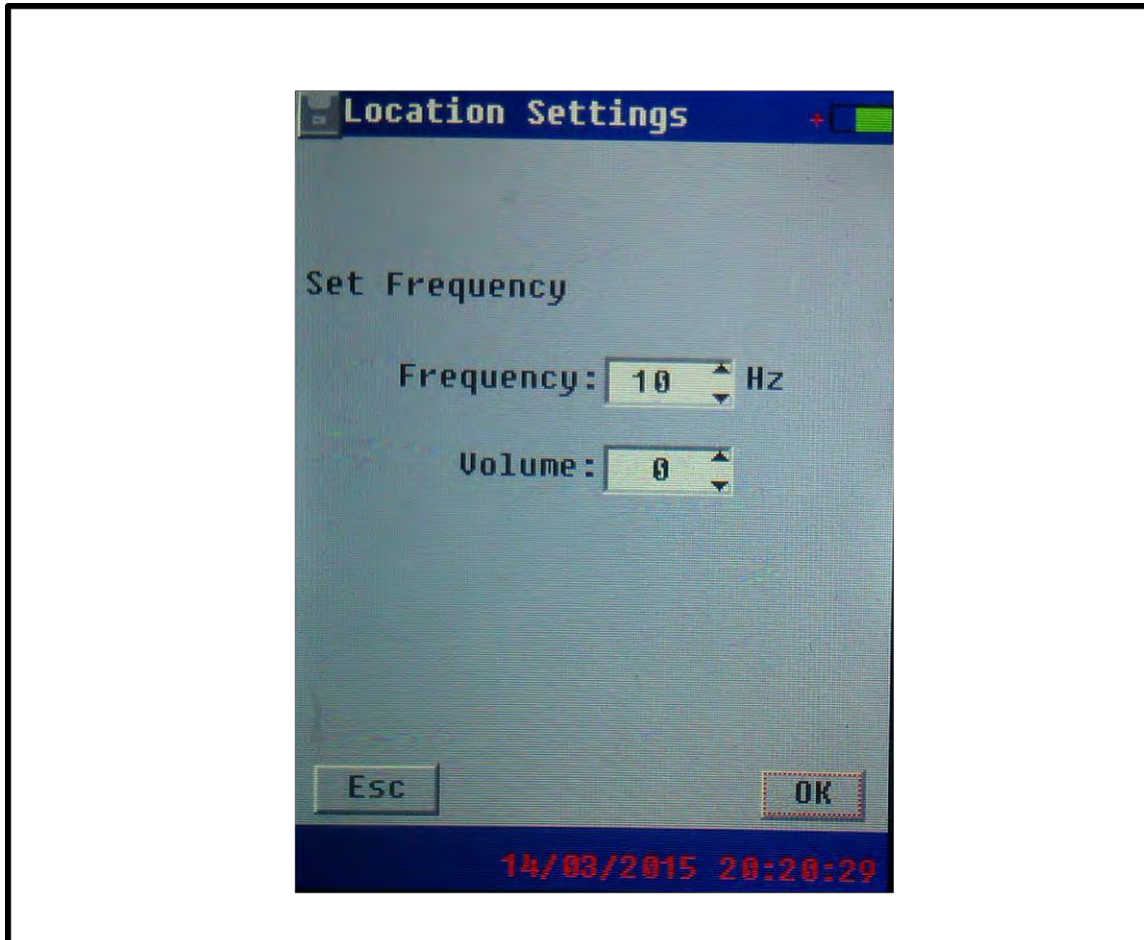 Location Settings
Set Frequency
Frequency: 10 Hz
Volume: 0
Esc
OK
14/03/2015 20:20:29